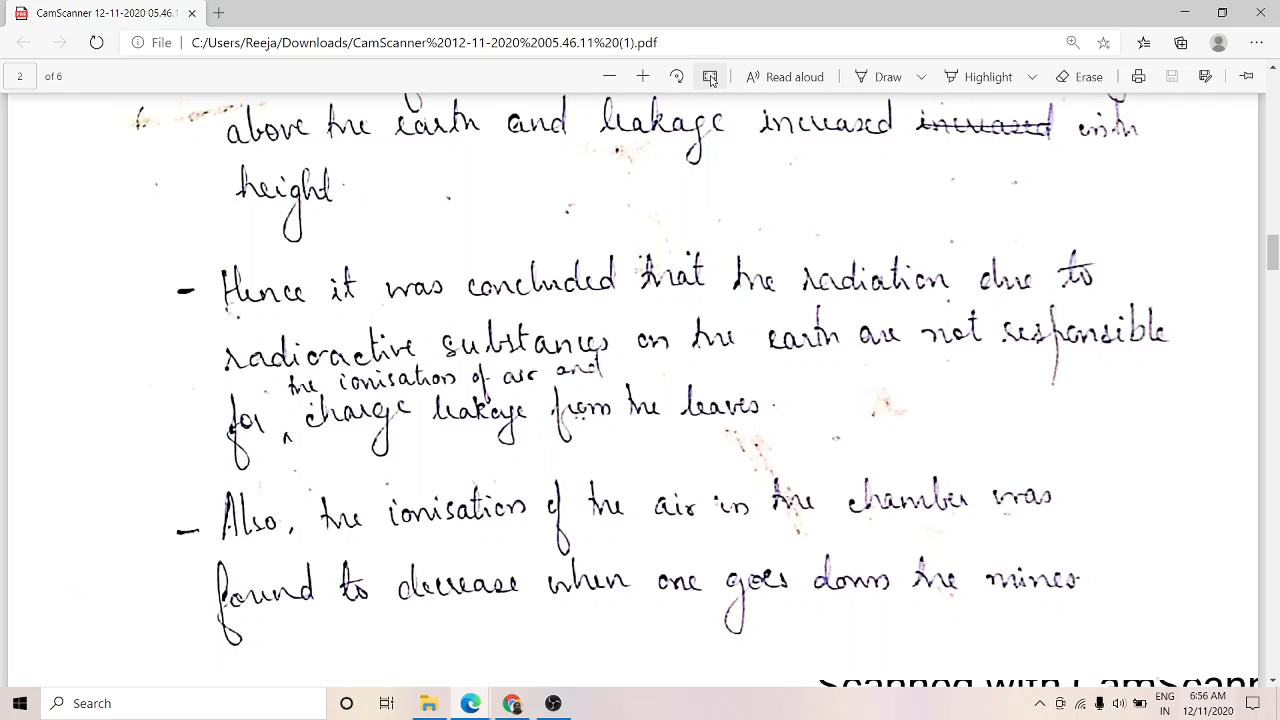 CamScanner 12-11-2020 05.46.1
File C:/Users/Reeja/Downloads/CamScanner%2012-11-2020%2005.46.11%20(1).pdf
2 of 6 Read aloud Draw Highlight Erase
above the earth and leakage increased increased with
height
- Hence it was concluded that the radiation due to
radioactive substances on the earth are not responsible
the ionisation of air and
for ^ charge leakage from the leaves.
- Also, the ionisation of the air in the chamber was
found to decrease when one goes down the mines.
Scanned with CamScann
Search ENG 6:56 AM
IN 12/11/2020